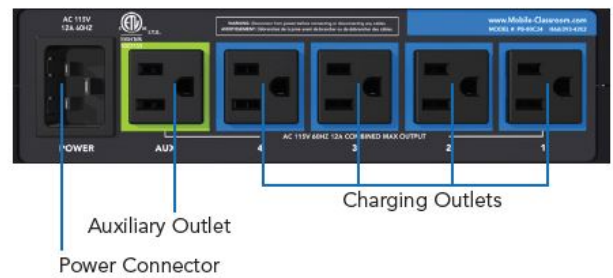 AC 115V
12A 60HZ
I.T.E.
WARNING: Disconnect from power before connecting or disconnecting any cables.
www.Mobile-Classroom.com
POWER
AUX
4
3
2
1
AC 115V 60HZ 12A COMBINED MAX OUTPUT
Charging Outlets
Auxiliary Outlet
Power Connector